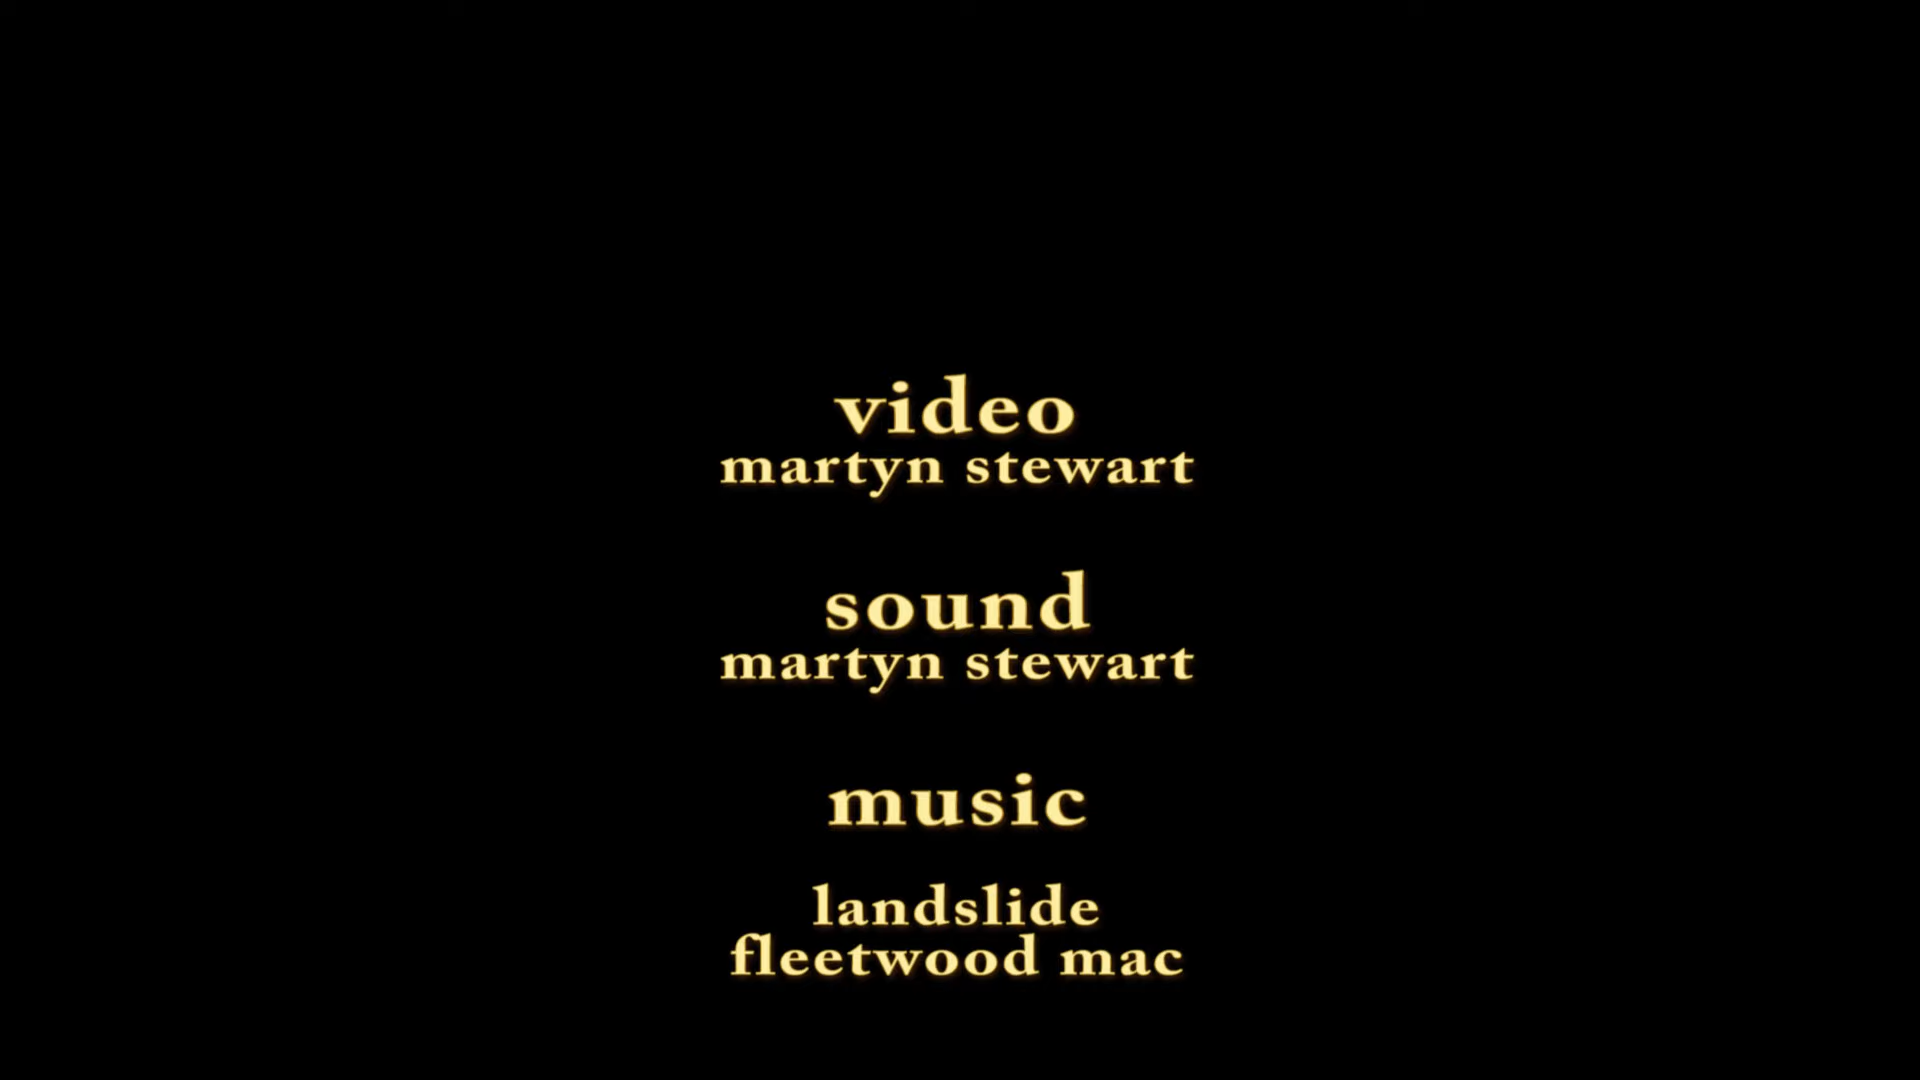 video
martyn stewart
sound
martyn stewart
music
landslide
fleetwood mac